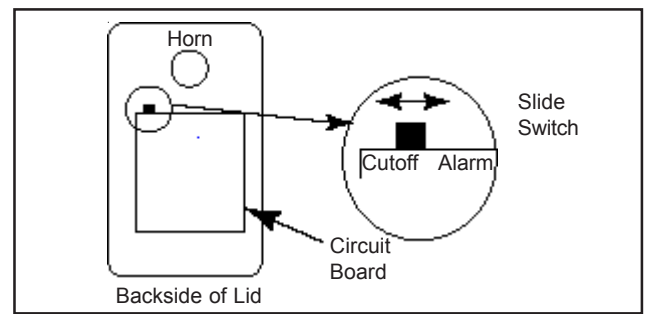 Horn
Slide
Switch
Cutoff Alarm
Circuit
Board
Backside of Lid